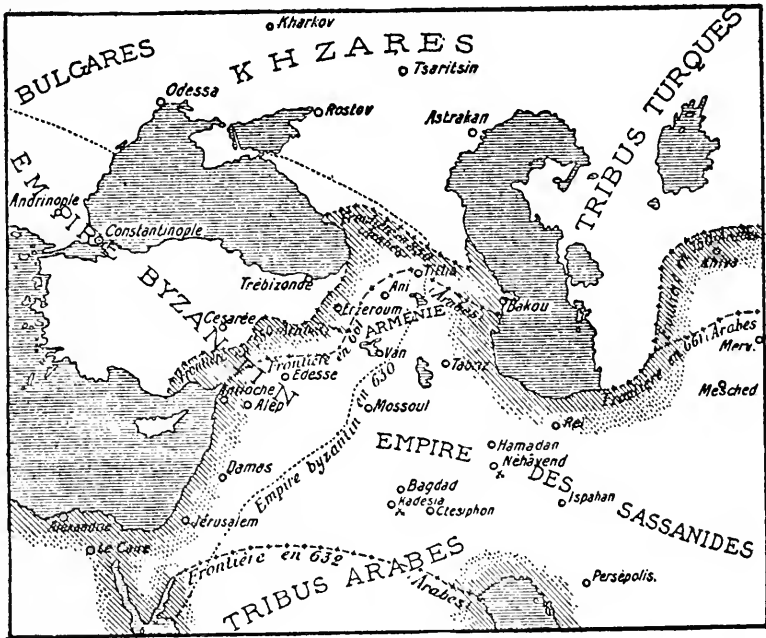 Kharkov
BULGARES
KHZARES
Tsaritsin
TRIBUS TURQUES
Odessa
Rostov
Astrakan
EMPIRE BYZANTIN
Andrinople
Constantinople
Trébizonde
Tiflis
Ani
Arabes
Bakou
Khiva
Erzeroum
ARMÉNIE
Césarée
Van
Tabriz
Frontière en 661 Arabes
Merv.
Mesched
Frontière en 661
Edesse
Antioche
Alep
Mossoul
Reï
Empire byzantin en 630
EMPIRE DES SASSANIDES
Hamadan
Néhavend
Damas
Bagdad
Kadesia
Ctesiphon
Ispahan
Alexandrie
Jérusalem
Le Caire
Frontière en 632
Arabes
TRIBUS ARABES
Persépolis.